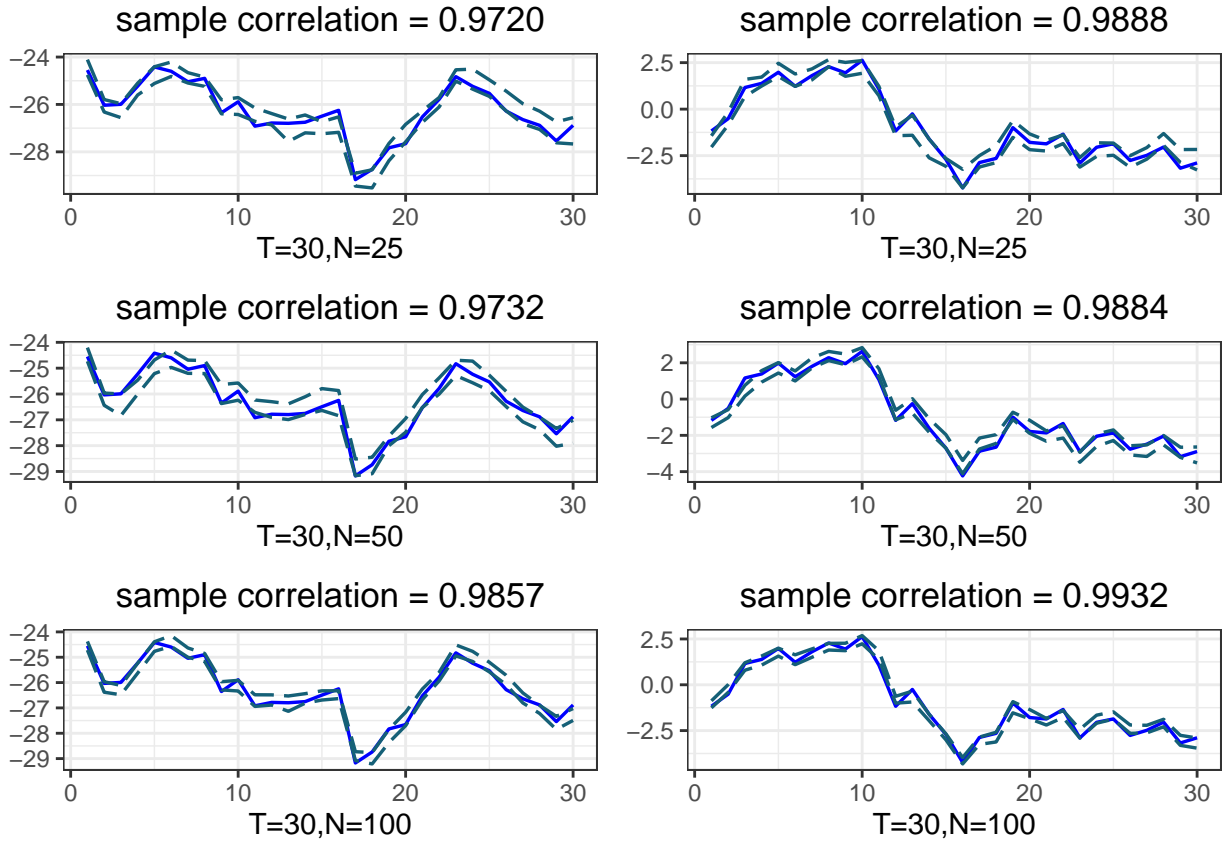 sample correlation = 0.9720
−24
−26
−28
0 10 20 30
T=30,N=25
sample correlation = 0.9888
2.5
0.0
−2.5
0 10 20 30
T=30,N=25
sample correlation = 0.9732
−24
−25
−26
−27
−28
−29
0 10 20 30
T=30,N=50
sample correlation = 0.9884
2
0
−2
−4
0 10 20 30
T=30,N=50
sample correlation = 0.9857
−24
−25
−26
−27
−28
−29
0 10 20 30
T=30,N=100
sample correlation = 0.9932
2.5
0.0
−2.5
0 10 20 30
T=30,N=100